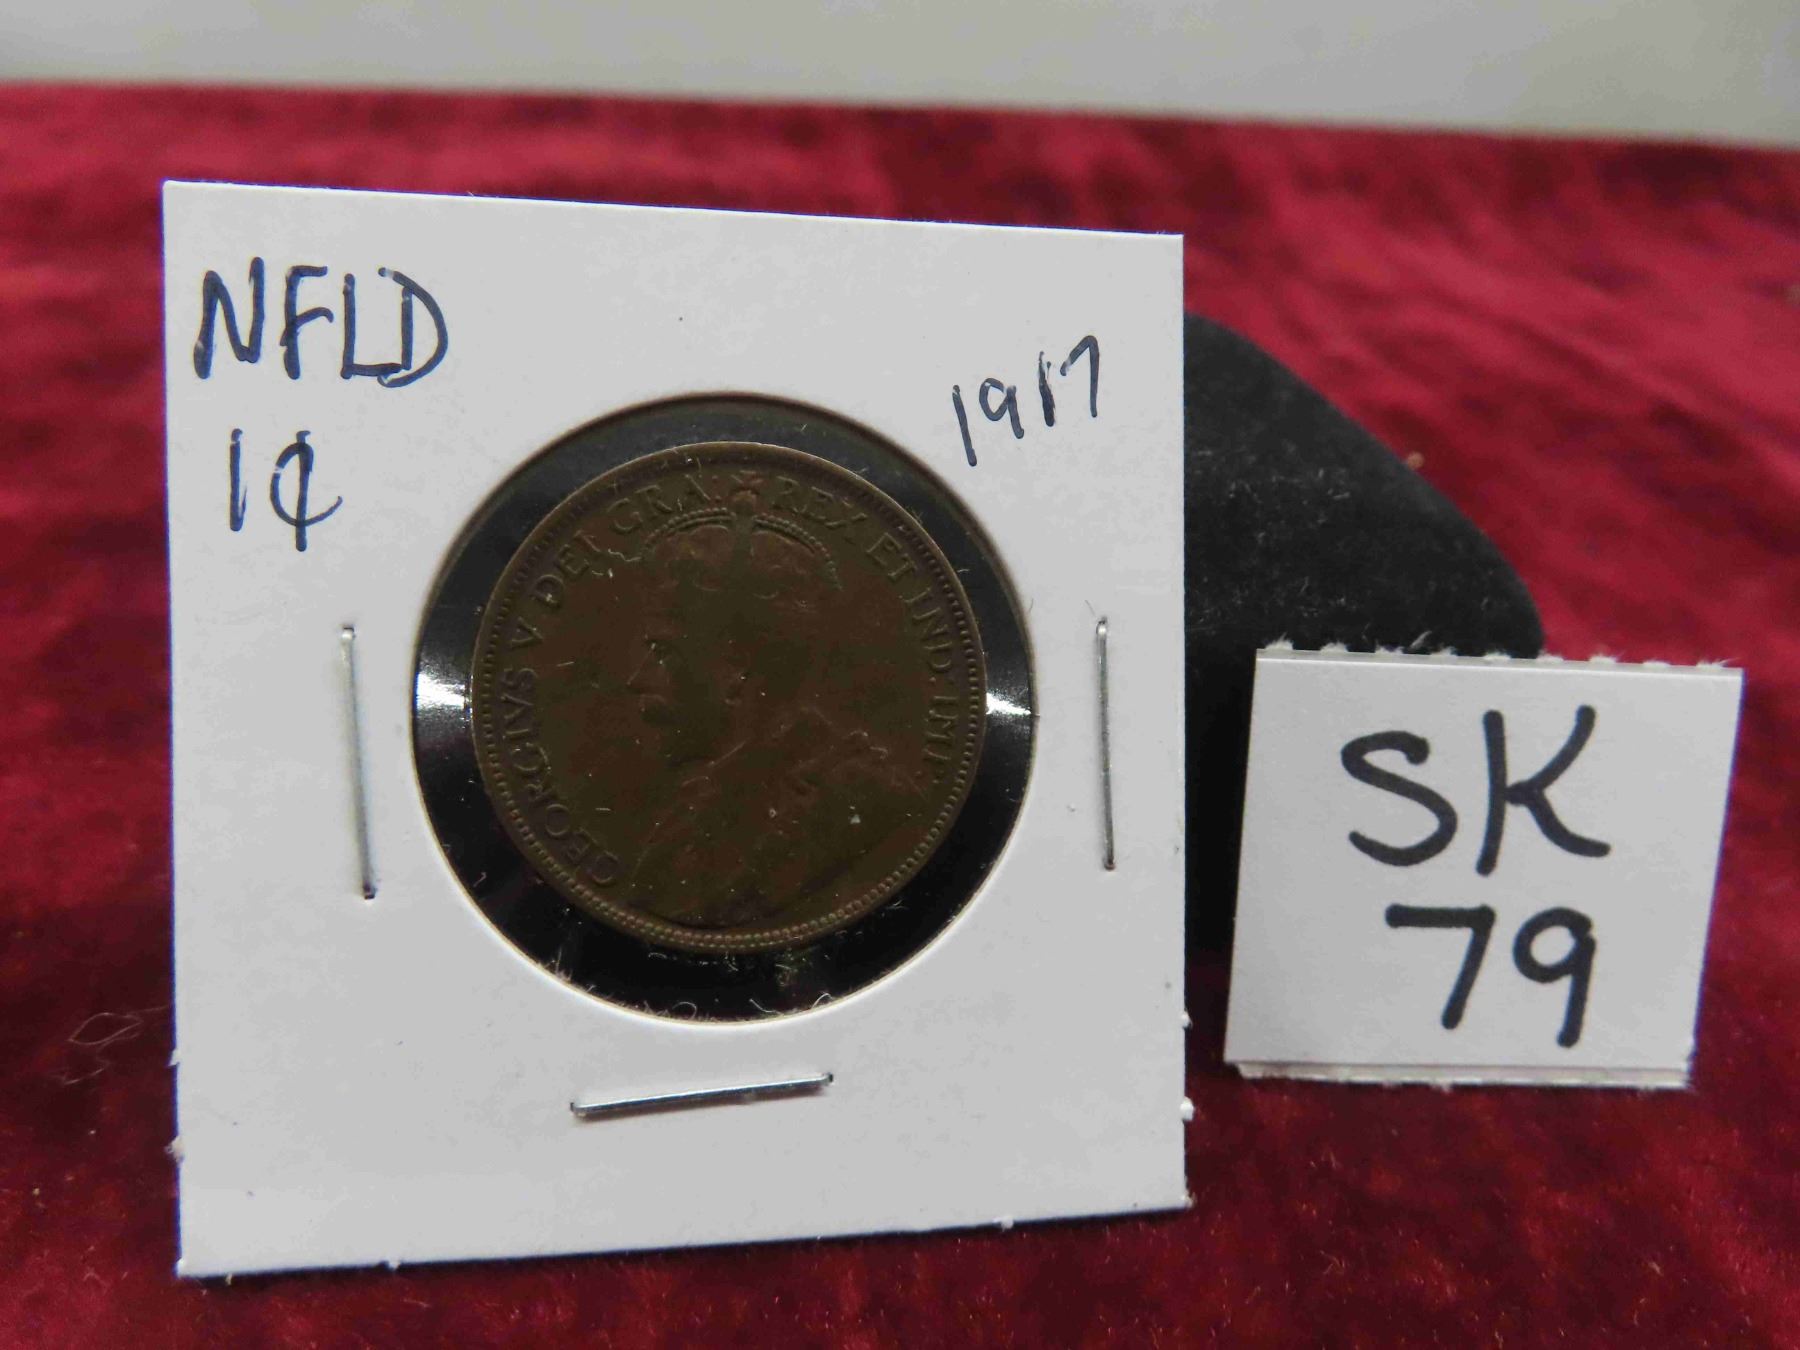 NFLD
1¢
1917
GEORGIVS V DEI GRA: REX ET IND: IMP:
SK
79